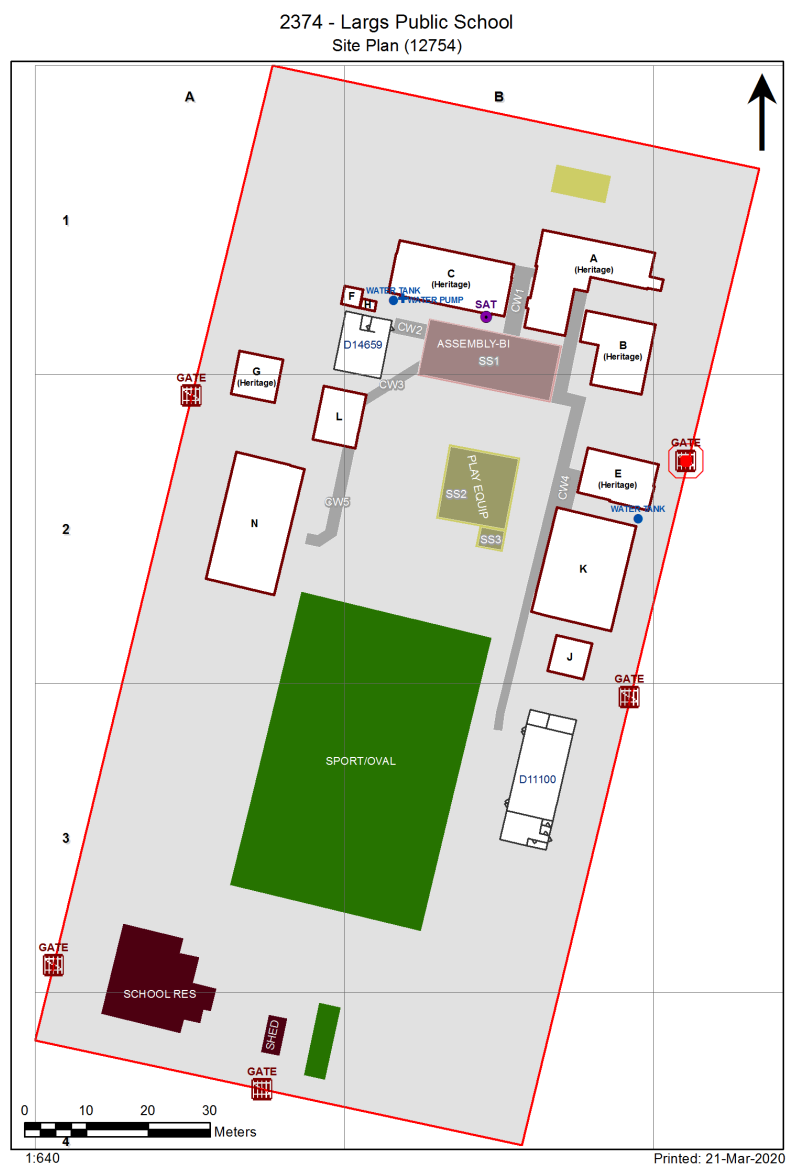 2374 - Largs Public School
Site Plan (12754)
A
B
1
A
(Heritage)
C
(Heritage)
F
H
WATER TANK
WATER PUMP
SAT
CW1
CW2
D14659
ASSEMBLY-BI
SS1
B
(Heritage)
G
(Heritage)
GATE
CW3
L
GATE
E
(Heritage)
PLAY EQUIP
SS2
CW4
CW5
WATER TANK
N
2
SS3
K
J
GATE
SPORT/OVAL
D11100
3
GATE
SCHOOL RES
SHED
GATE
0 10 20 30
Meters
4
1:640
Printed: 21-Mar-2020